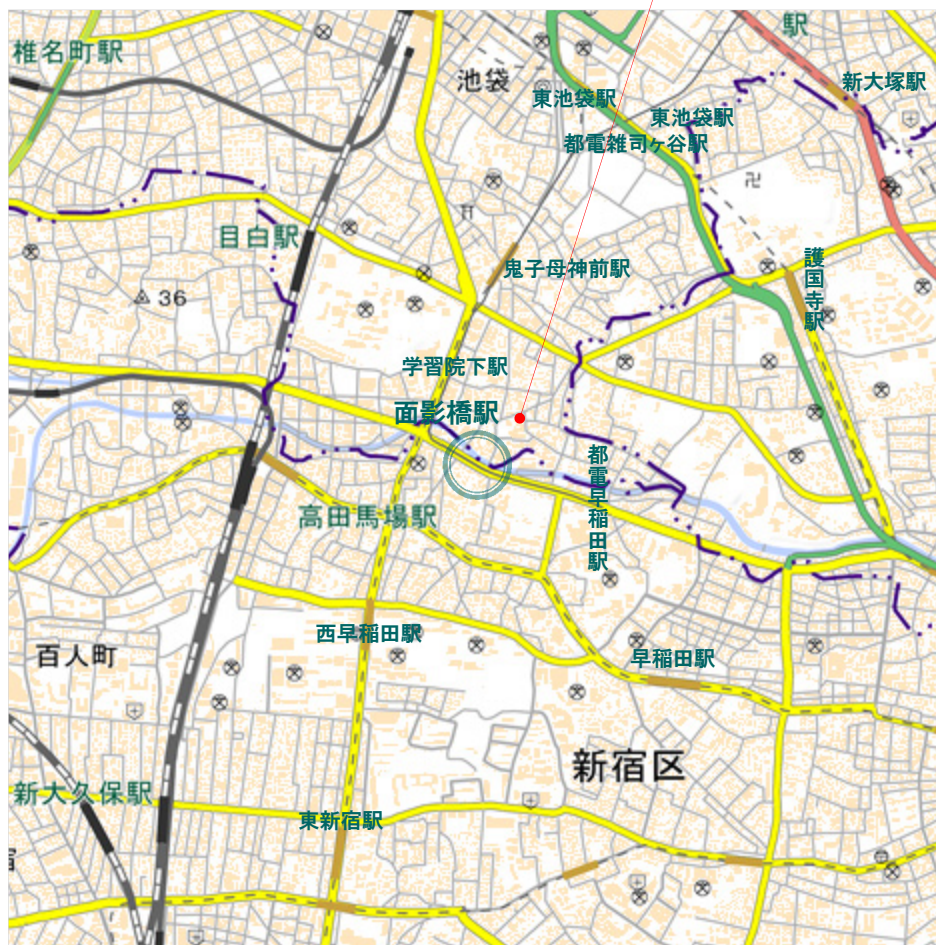 駅
椎名町駅
池袋
新大塚駅
東池袋駅
東池袋駅
都電雑司ヶ谷駅
目白駅
鬼子母神前駅
護国寺駅
36
学習院下駅
面影橋駅
都電早稲田駅
高田馬場駅
西早稲田駅
早稲田駅
百人町
新宿区
新大久保駅
東新宿駅